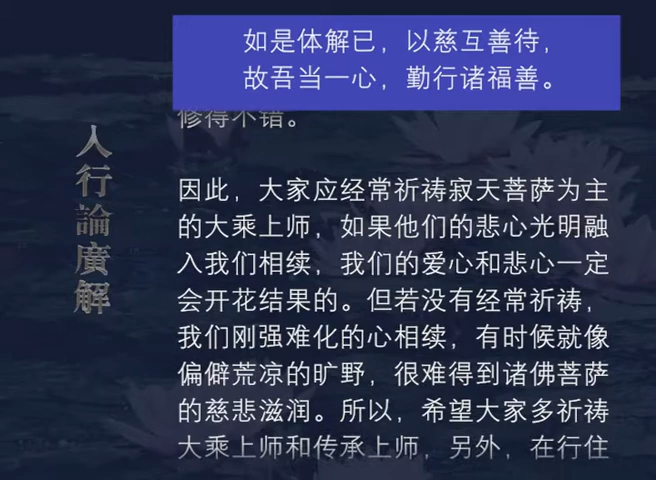 如是体解已，以慈互善待，
故吾当一心，勤行诸福善。
修得不错。
因此，大家应经常祈祷寂天菩萨为主
的大乘上师，如果他们的悲心光明融
入我们相续，我们的爱心和悲心一定
会开花结果的。但若没有经常祈祷，
我们刚强难化的心相续，有时候就像
偏僻荒凉的旷野，很难得到诸佛菩萨
的慈悲滋润。所以，希望大家多祈祷
大乘上师和传承上师，另外，在行住
入行論廣解